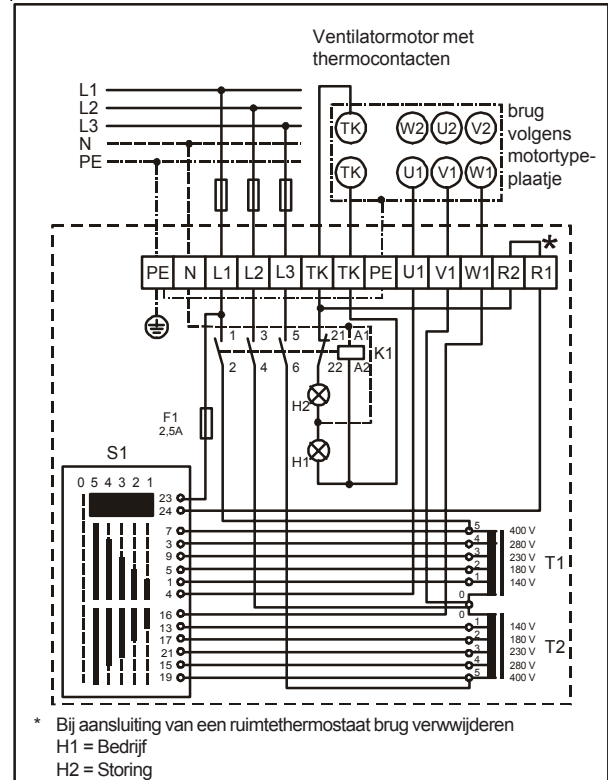 Ventilatormotor met
thermocontacten
L1
L2
L3
N
PE
brug
volgens
motortype-
plaatje
TK W2 U2 V2
TK U1 V1 W1
*
PE N L1 L2 L3 TK TK PE U1 V1 W1 R2 R1
1 3 5 21 A1
K1
2 4 6 22 A2
H2
F1
2,5A
H1
S1
0 5 4 3 2 1
23
24
7 5 400 V
3 4 280 V
9 3 230 V
5 2 180 V
1 1 140 V
T1
4
0
16 0
13 1 140 V
17 2 180 V
21 3 230 V
15 4 280 V
19 5 400 V
T2
* Bij aansluiting van een ruimtethermostaat brug verwwijderen
H1 = Bedrijf
H2 = Storing